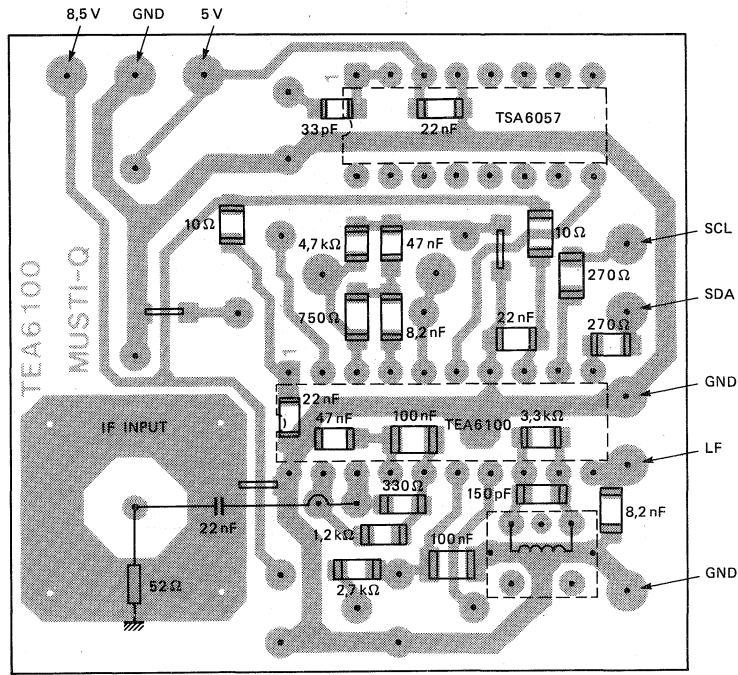 8,5 V GND 5 V
1
TSA6057
33 pF 22 nF
10 Ω 10 Ω
4,7 kΩ 47 nF
SCL
270 Ω
SDA
TEA6100
MUSTI-Q
750 Ω 8,2 nF 22 nF 270 Ω
1
GND
22 nF
47 nF 100 nF TEA6100 3,3 kΩ
IF INPUT
LF
330 Ω
150 pF
22 nF
1,2 kΩ
8,2 nF
100 nF
52 Ω
2,7 kΩ
GND